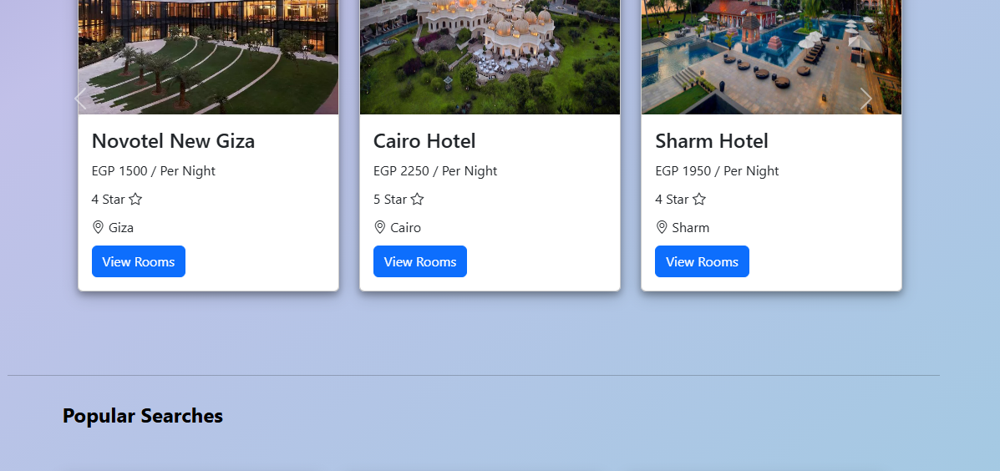 Novotel New Giza
EGP 1500 / Per Night
4 Star
Giza
View Rooms
Cairo Hotel
EGP 2250 / Per Night
5 Star
Cairo
View Rooms
Sharm Hotel
EGP 1950 / Per Night
4 Star
Sharm
View Rooms
Popular Searches